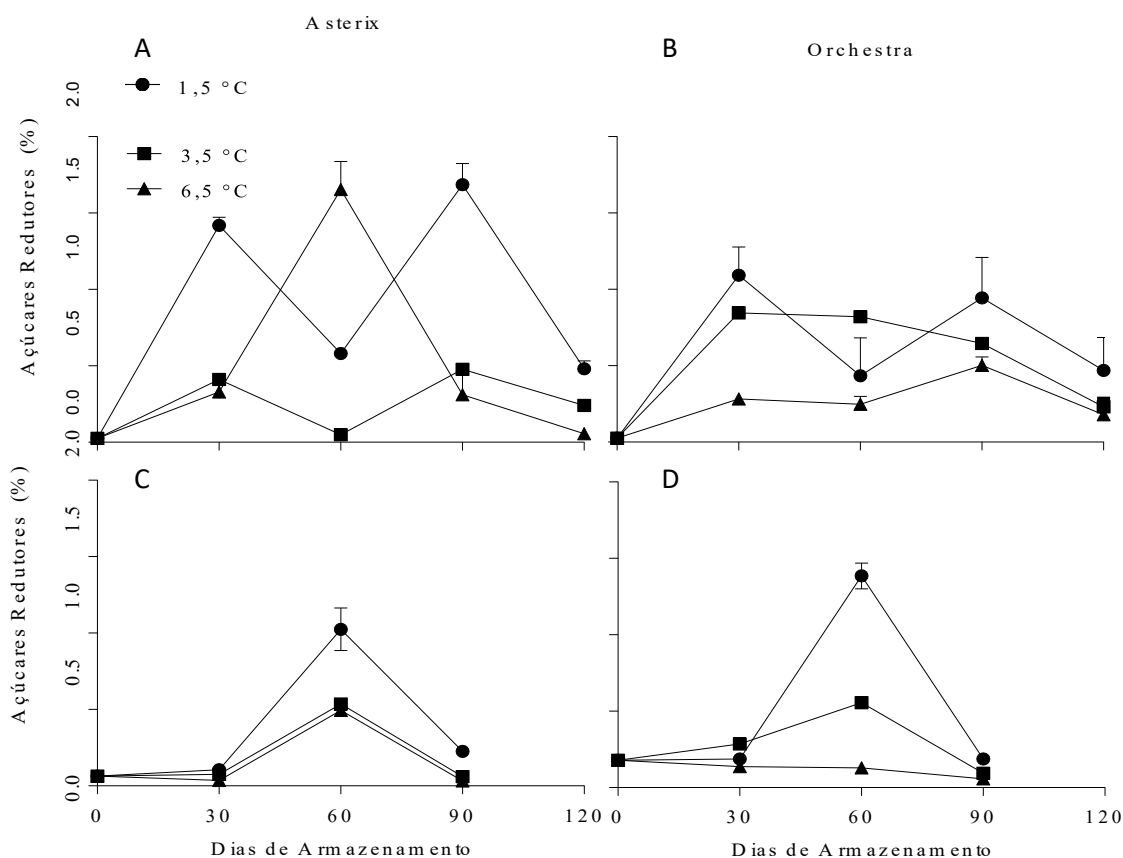 Asterix
A
B
Orchestra
1,5 °C
3,5 °C
6,5 °C
Açúcares Redutores (%)
2.0
1.5
1.0
0.5
0.0
C
D
Açúcares Redutores (%)
2.0
1.5
1.0
0.5
0.0
0 30 60 90 120
0 30 60 90 120
Dias de Armazenamento
Dias de Armazenamento